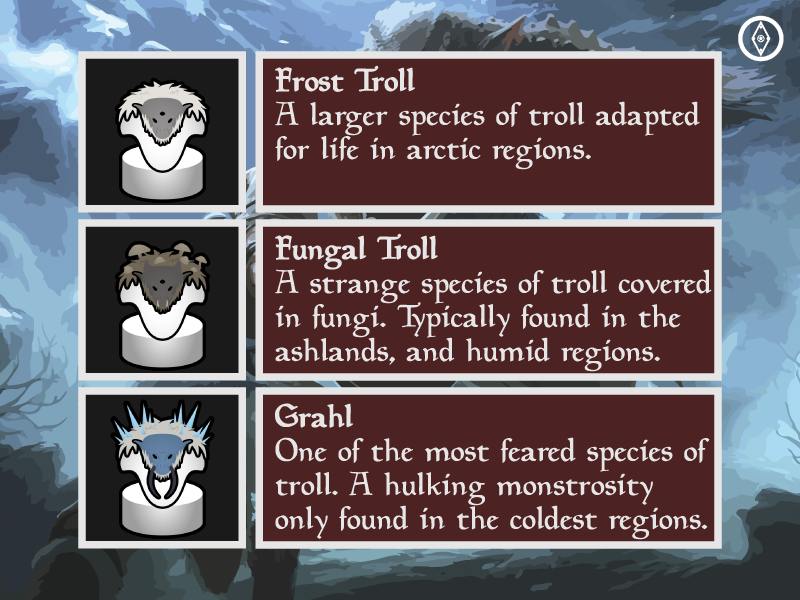 Frost Troll
A larger species of troll adapted
for life in arctic regions.
Fungal Troll
A strange species of troll covered
in fungi. Typically found in the
ashlands, and humid regions.
Grahl
One of the most feared species of
troll. A hulking monstrosity
only found in the coldest regions.